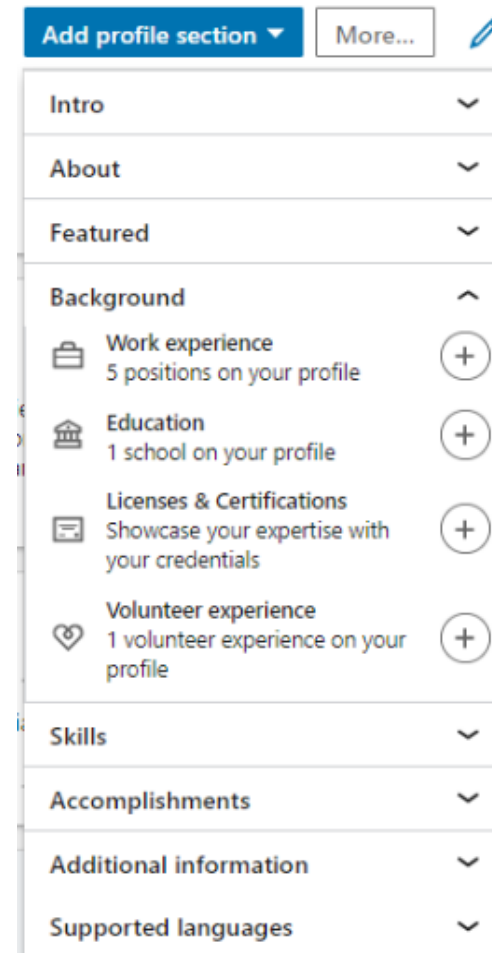 Add profile section
More...
Intro
About
Featured
Background
Work experience
5 positions on your profile
Education
1 school on your profile
Licenses & Certifications
Showcase your expertise with
your credentials
Volunteer experience
1 volunteer experience on your
profile
Skills
Accomplishments
Additional information
Supported languages